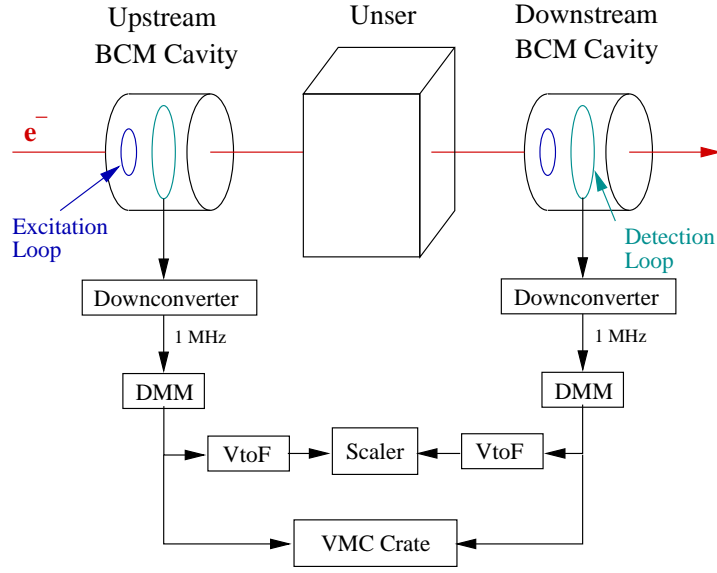 Upstream
BCM Cavity
Unser
Downstream
BCM Cavity
e⁻
Excitation
Loop
Detection
Loop
Downconverter
Downconverter
1 MHz
1 MHz
DMM
DMM
VtoF
Scaler
VtoF
VMC Crate